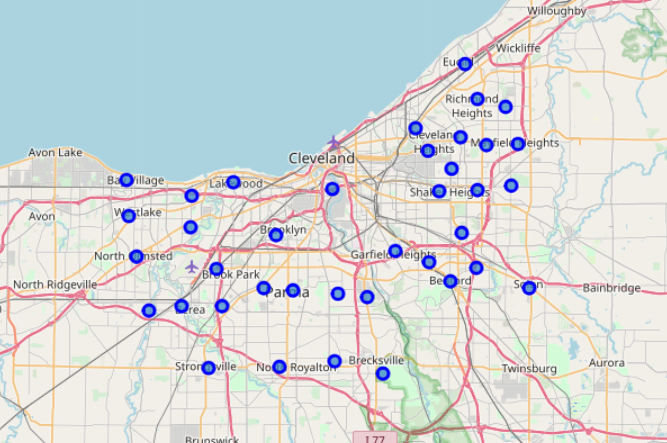 Willoughby
Wickliffe
Euclid
Richmond
Heights
Cleveland
Heights
Mayfield Heights
Avon Lake
Cleveland
Bay Village
Lakewood
Shaker Heights
Avon
Westlake
Brooklyn
North Olmsted
Garfield Heights
Brook Park
North Ridgeville
Parma
Bedford
Solon
Bainbridge
Berea
Strongsville
North Royalton
Brecksville
Twinsburg
Aurora
Brunswick
I 77